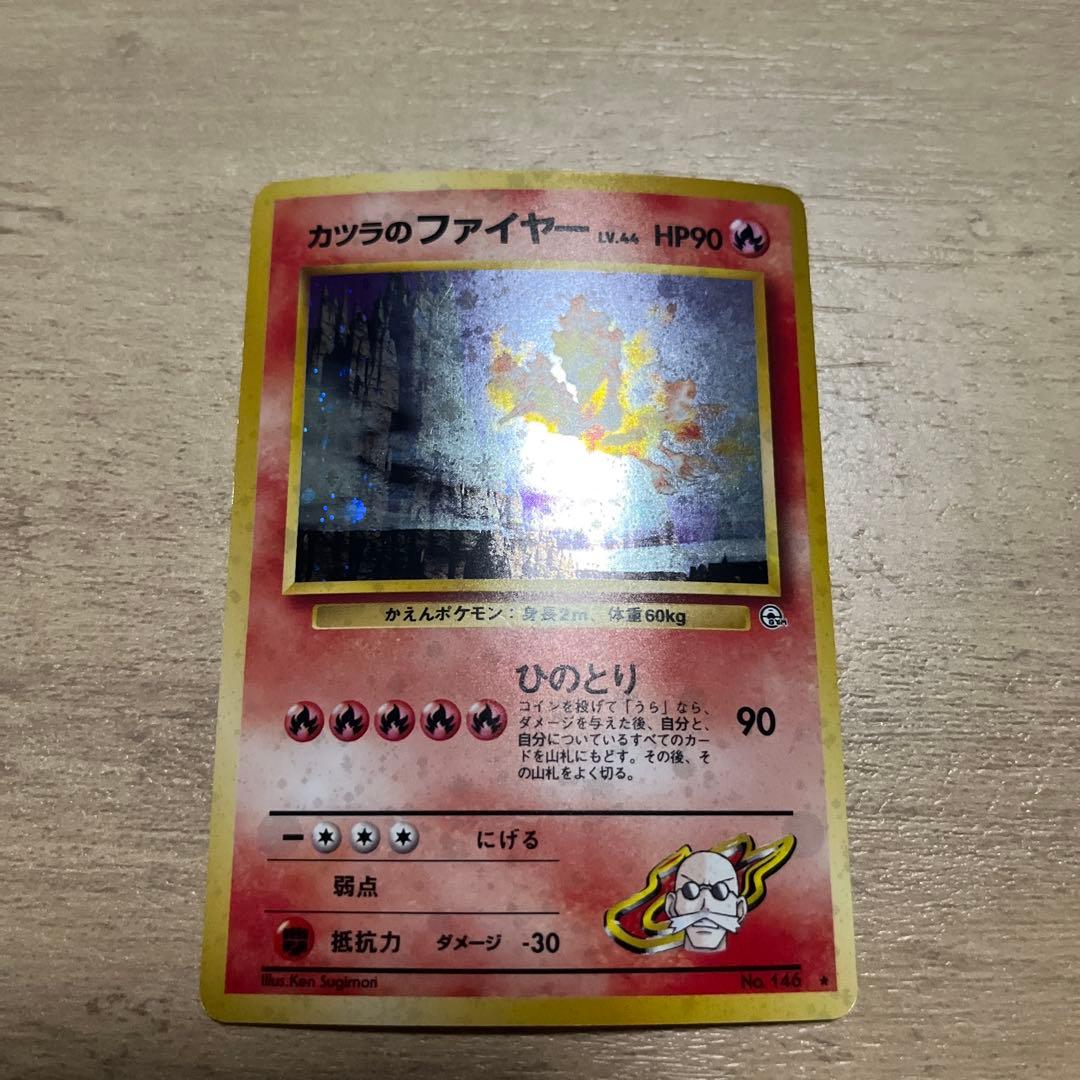 カツラのファイヤー LV.44 HP90
かえんポケモン：身長2m、体重60kg
GYM
ひのとり
コインを投げて「うら」なら、
ダメージを与えた後、自分と、
自分についているすべてのカー
ドを山札にもどす。その後、そ
の山札をよく切る。
90
にげる
弱点
抵抗力 ダメージ -30
Illus.Ken Sugimori No. 146 ★